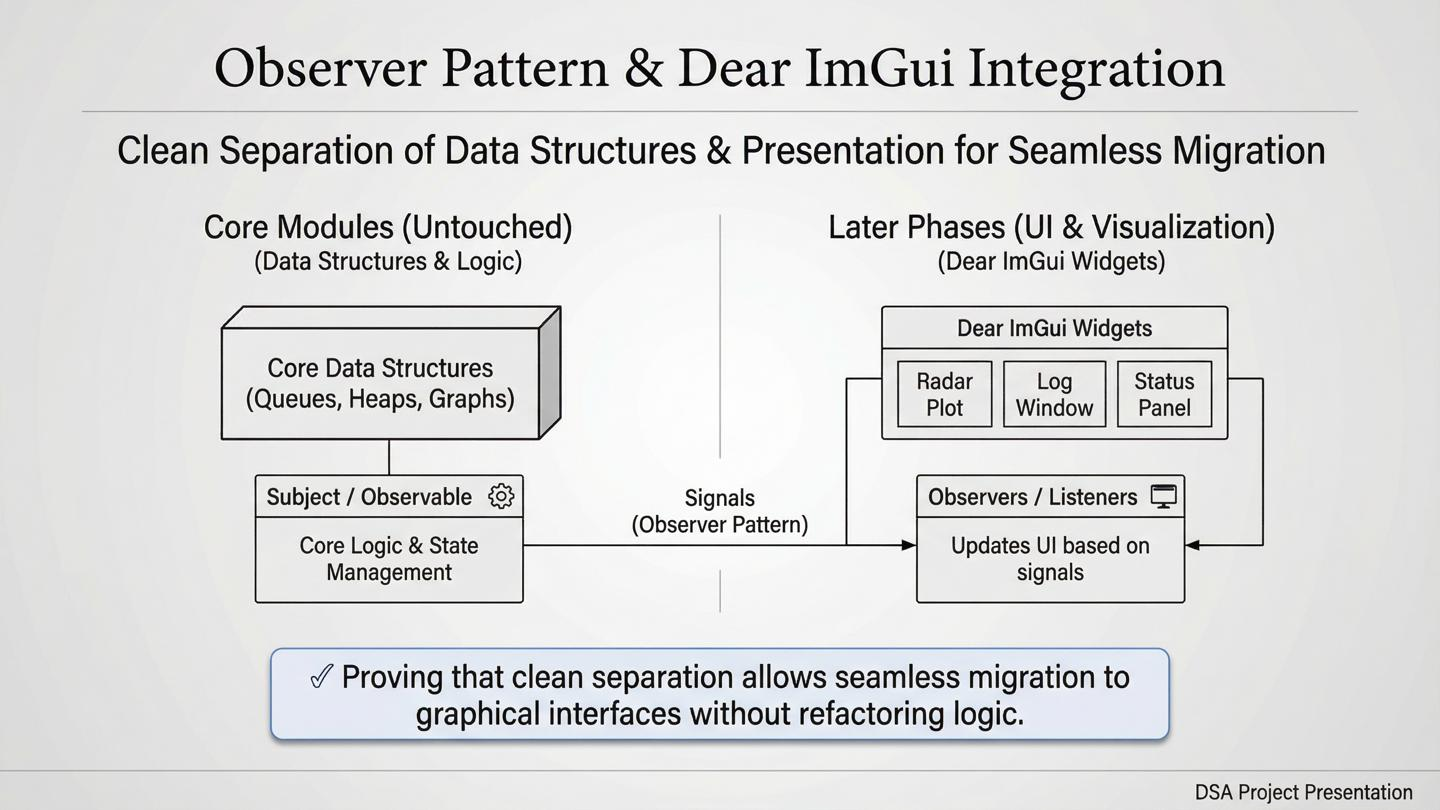 Observer Pattern & Dear ImGui Integration
Clean Separation of Data Structures & Presentation for Seamless Migration
Core Modules (Untouched)
(Data Structures & Logic)
Core Data Structures
(Queues, Heaps, Graphs)
Subject / Observable
Core Logic & State
Management
Signals
(Observer Pattern)
Later Phases (UI & Visualization)
(Dear ImGui Widgets)
Dear ImGui Widgets
Radar
Plot
Log
Window
Status
Panel
Observers / Listeners
Updates UI based on
signals
✓ Proving that clean separation allows seamless migration to
graphical interfaces without refactoring logic.
DSA Project Presentation